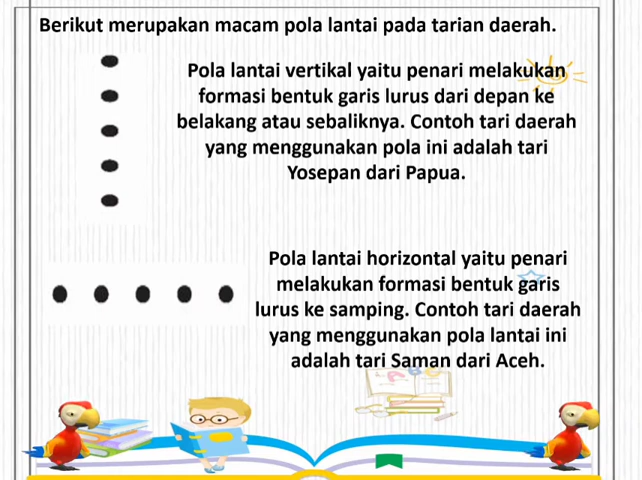 Berikut merupakan macam pola lantai pada tarian daerah.
Pola lantai vertikal yaitu penari melakukan
formasi bentuk garis lurus dari depan ke
belakang atau sebaliknya. Contoh tari daerah
yang menggunakan pola ini adalah tari
Yosepan dari Papua.
Pola lantai horizontal yaitu penari
melakukan formasi bentuk garis
lurus ke samping. Contoh tari daerah
yang menggunakan pola lantai ini
adalah tari Saman dari Aceh.